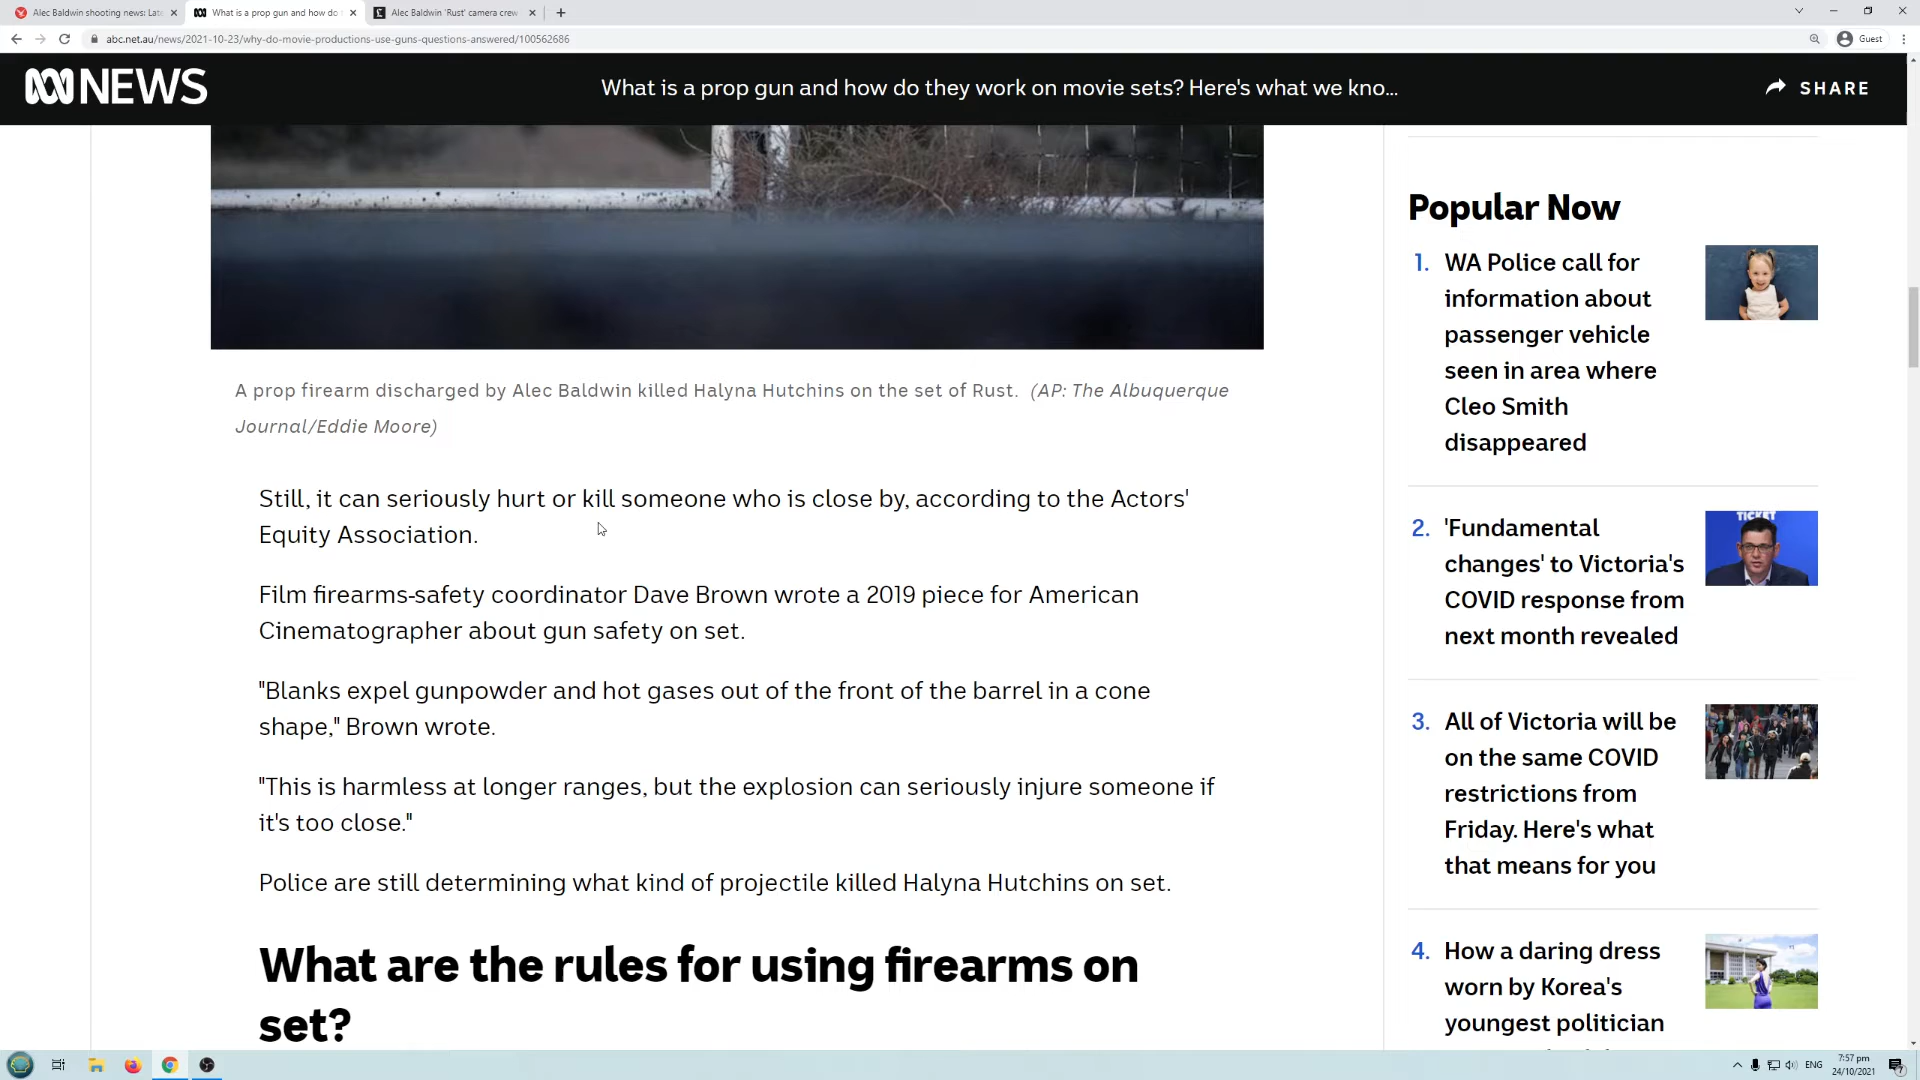 Alec Baldwin shooting news: Late
What is a prop gun and how do
Alec Baldwin 'Rust' camera crew
abc.net.au/news/2021-10-23/why-do-movie-productions-use-guns-questions-answered/100562686
Guest
NEWS
What is a prop gun and how do they work on movie sets? Here's what we kno...
SHARE
A prop firearm discharged by Alec Baldwin killed Halyna Hutchins on the set of Rust. (AP: The Albuquerque
Journal/Eddie Moore)
Still, it can seriously hurt or kill someone who is close by, according to the Actors'
Equity Association.
Film firearms-safety coordinator Dave Brown wrote a 2019 piece for American
Cinematographer about gun safety on set.
"Blanks expel gunpowder and hot gases out of the front of the barrel in a cone
shape," Brown wrote.
"This is harmless at longer ranges, but the explosion can seriously injure someone if
it's too close."
Police are still determining what kind of projectile killed Halyna Hutchins on set.
What are the rules for using firearms on
set?
Popular Now
1. WA Police call for
information about
passenger vehicle
seen in area where
Cleo Smith
disappeared
2. 'Fundamental
changes' to Victoria's
COVID response from
next month revealed
TICKET
3. All of Victoria will be
on the same COVID
restrictions from
Friday. Here's what
that means for you
4. How a daring dress
worn by Korea's
youngest politician
ENG
7:57 pm
24/10/2021